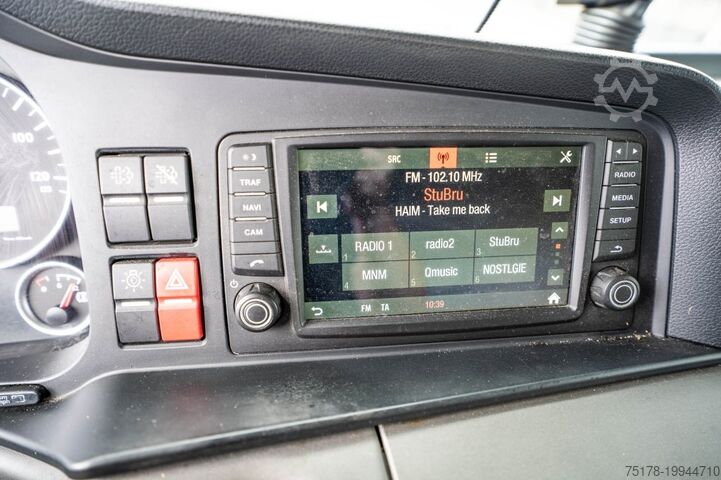 SRC
FM - 102.10 MHz
StuBru
HAIM - Take me back
RADIO 1
radio2
StuBru
1
2
3
MNM
Qmusic
NOSTLGIE
4
5
6
FM TA
10:39
TRAF
NAVI
CAM
RADIO
MEDIA
SETUP
100
120
75178-19944710